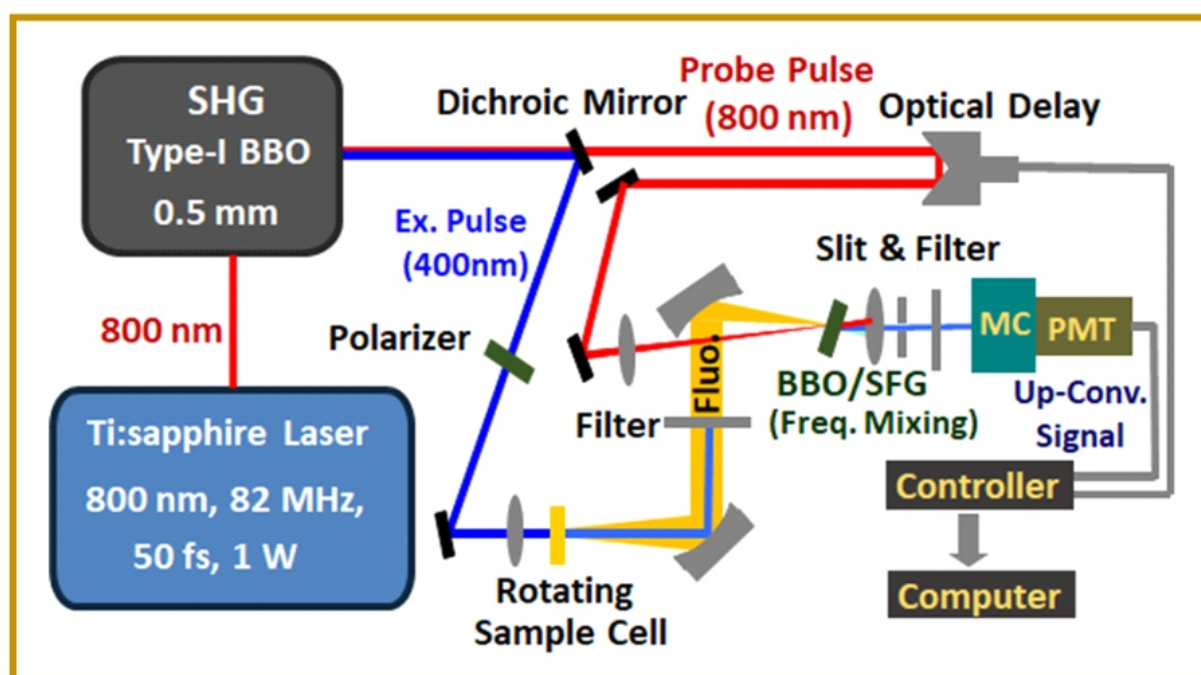 SHG
Type-I BBO
0.5 mm
Dichroic Mirror
Probe Pulse
(800 nm)
Optical Delay
Ex. Pulse
(400nm)
Slit & Filter
800 nm
Polarizer
MC
PMT
Fluo.
BBO/SFG
(Freq. Mixing)
Up-Conv.
Signal
Filter
Ti:sapphire Laser
800 nm, 82 MHz,
50 fs, 1 W
Controller
Rotating
Sample Cell
Computer